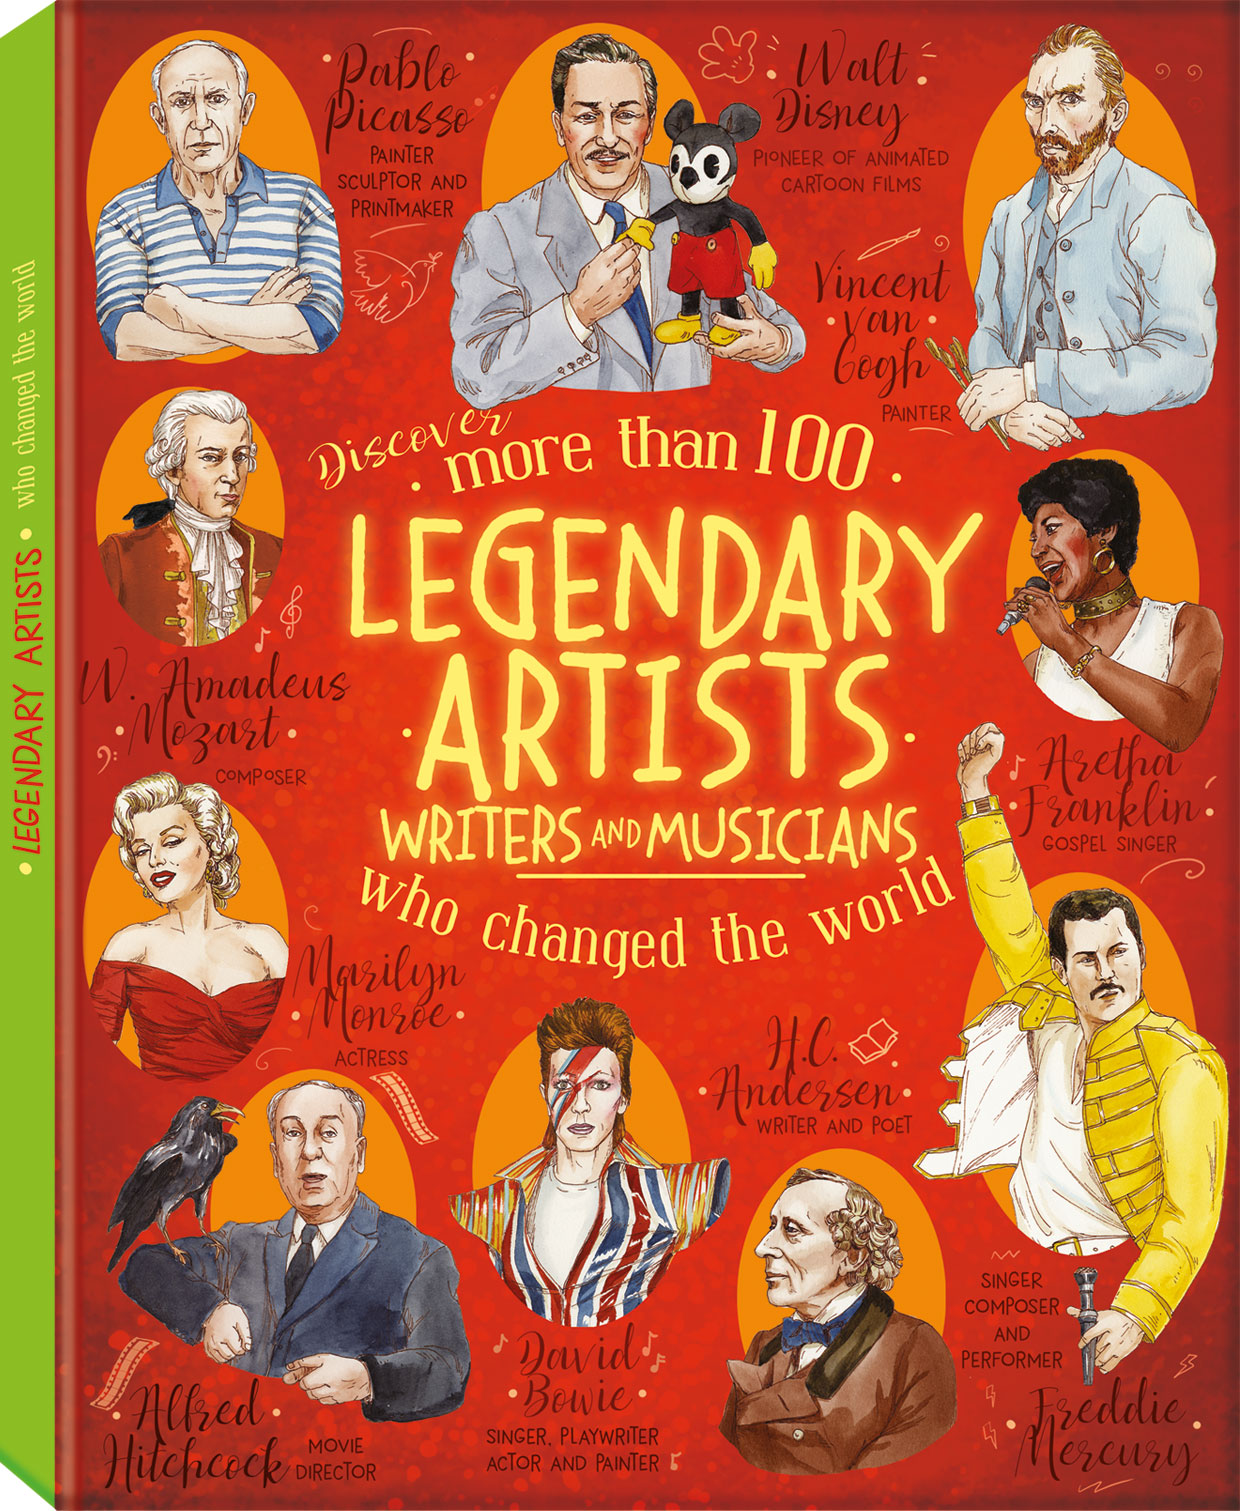 • LEGENDARY ARTISTS • who changed the world
Pablo
Picasso
PAINTER
SCULPTOR AND
PRINTMAKER
Walt
Disney
PIONEER OF ANIMATED
CARTOON FILMS
Vincent
van
Gogh
PAINTER
Discover
more than 100
LEGENDARY
ARTISTS
WRITERS AND MUSICIANS
who changed the world
W. Amadeus
Mozart
COMPOSER
Aretha
Franklin
GOSPEL SINGER
Marilyn
Monroe
ACTRESS
H.C.
Andersen
WRITER AND POET
SINGER
COMPOSER
AND
PERFORMER
Freddie
Mercury
David
Bowie
SINGER, PLAYWRITER
ACTOR AND PAINTER
Alfred
Hitchcock
MOVIE
DIRECTOR